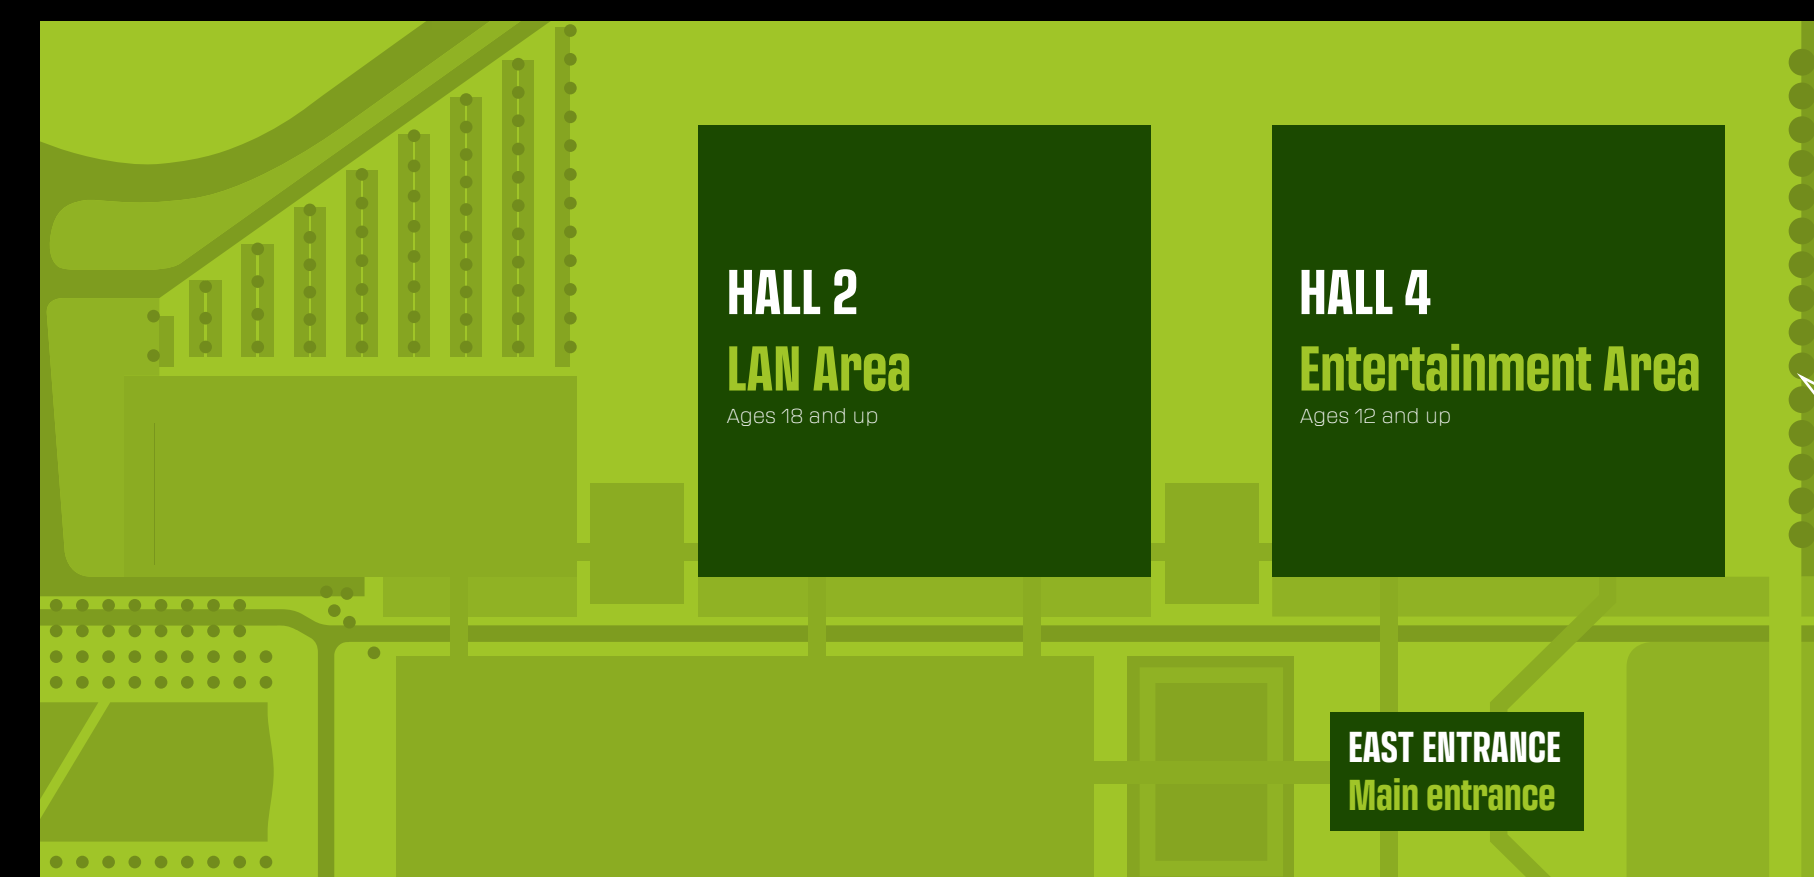 HALL 2
LAN Area
Ages 18 and up
HALL 4
Entertainment Area
Ages 12 and up
EAST ENTRANCE
Main entrance